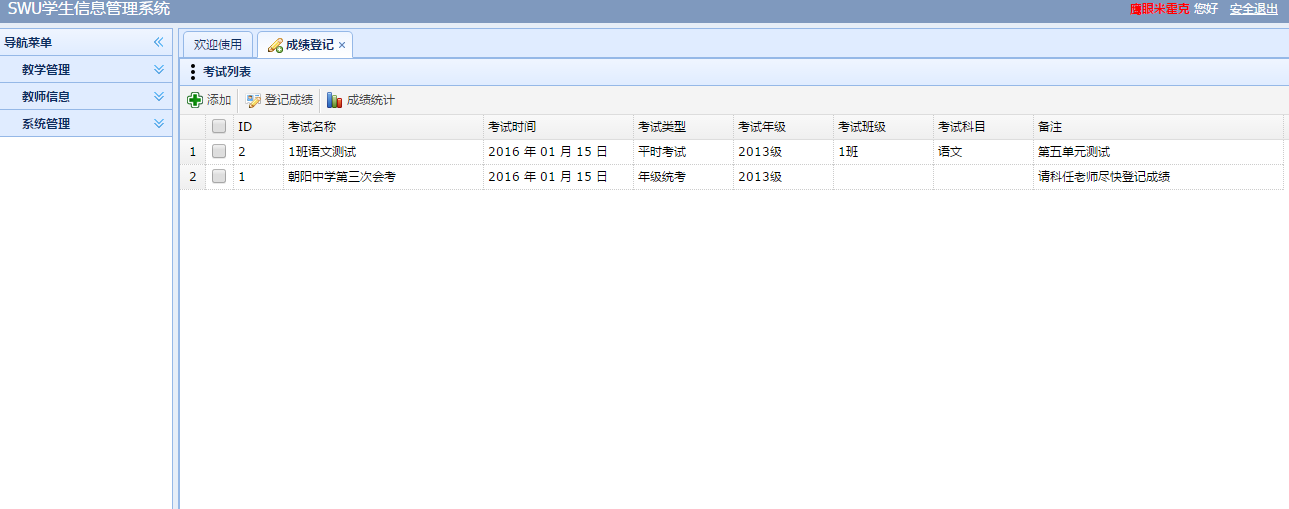 SWU学生信息管理系统
鹰眼米霍克 您好 安全退出
导航菜单
教学管理
教师信息
系统管理
欢迎使用 成绩登记
考试列表
添加 登记成绩 成绩统计
ID 考试名称 考试时间 考试类型 考试年级 考试班级 考试科目 备注
1 2 1班语文测试 2016 年 01 月 15 日 平时考试 2013级 1班 语文 第五单元测试
2 1 朝阳中学第三次会考 2016 年 01 月 15 日 年级统考 2013级 请科任老师尽快登记成绩